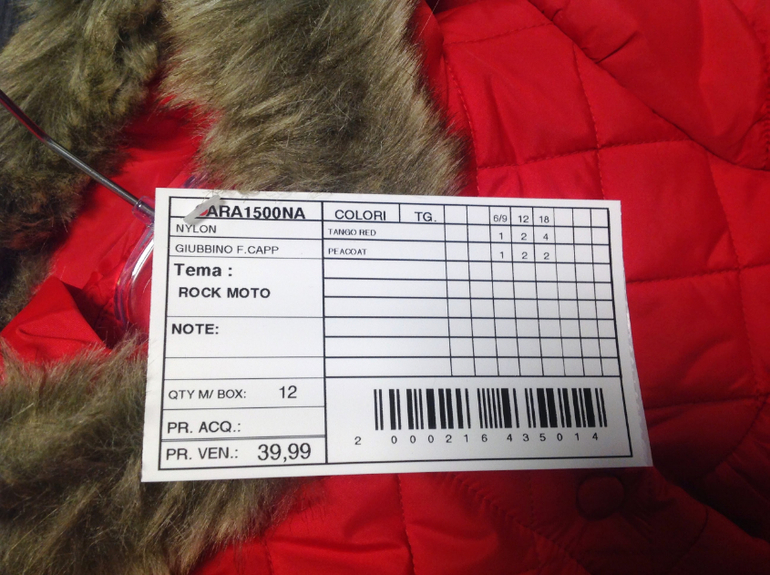 COLORI TG. 6/9 12 18
NYLON TANGO RED 1 2 4
GIUBBINO F.CAPP PEACOAT 1 2 2
Tema :
ROCK MOTO
NOTE:
QTY M/ BOX: 12
PR. ACQ.:
PR. VEN.: 39,99
2 000216 435014